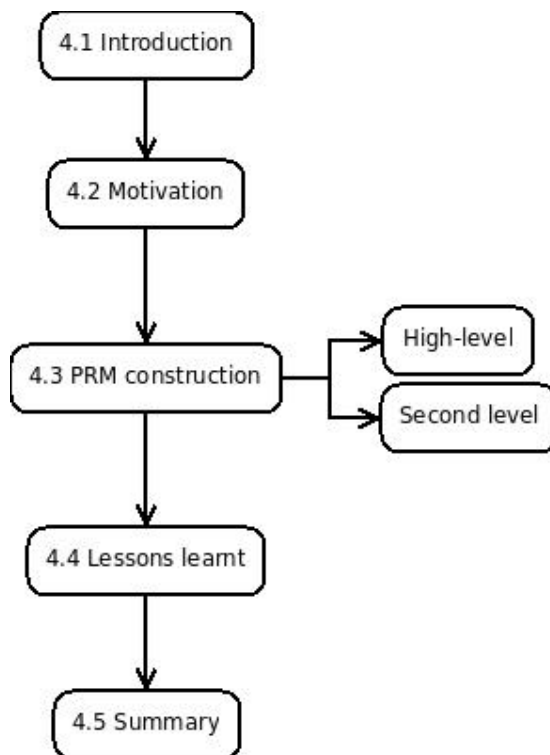 4.1 Introduction
4.2 Motivation
4.3 PRM construction
High-level
Second level
4.4 Lessons learnt
4.5 Summary